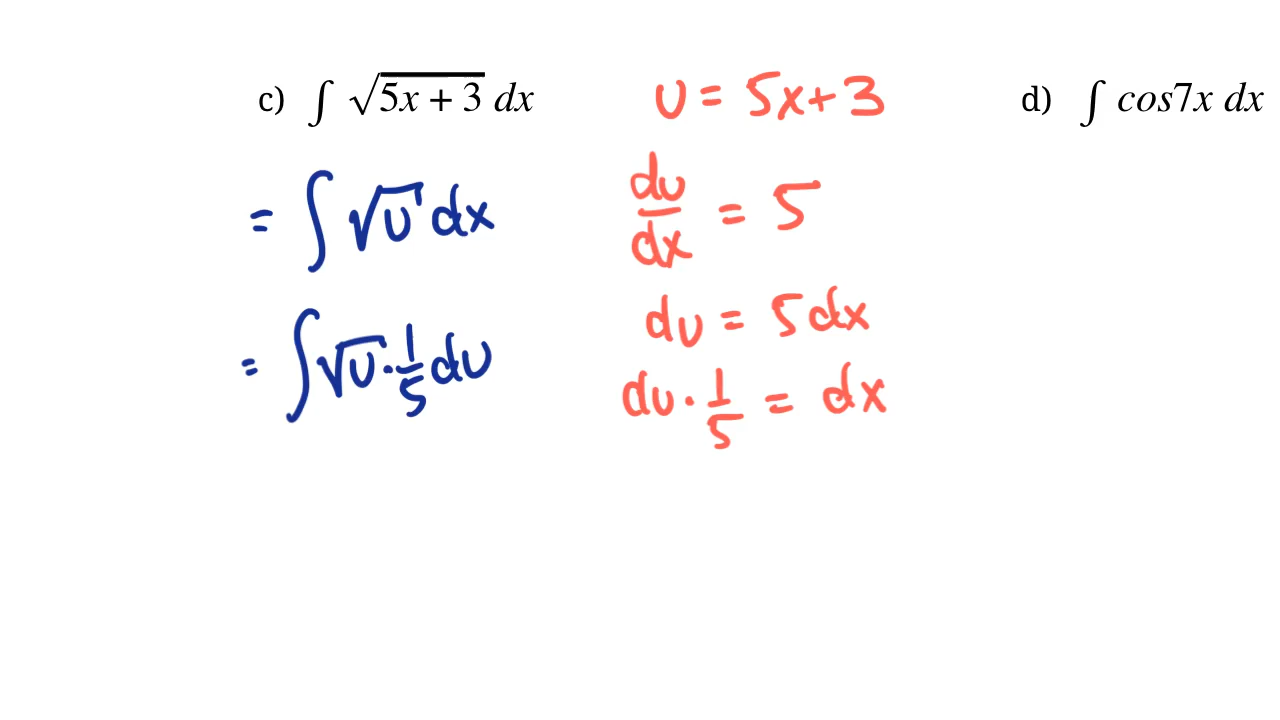 c) ∫ √(5x + 3) dx
= ∫ √u dx
= ∫ √u · 1/5 du
u = 5x+3
du/dx = 5
du = 5dx
du · 1/5 = dx
d) ∫ cos7x dx